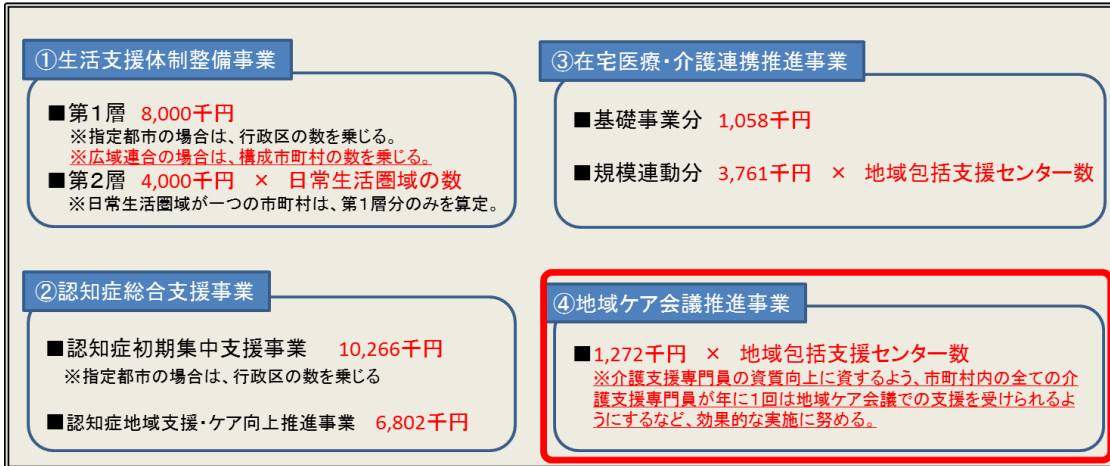 ①生活支援体制整備事業
■第1層 8,000千円
※指定都市の場合は、行政区の数を乗じる。
※広域連合の場合は、構成市町村の数を乗じる。
■第2層 4,000千円 × 日常生活圏域の数
※日常生活圏域が一つの市町村は、第1層分のみを算定。
②認知症総合支援事業
■認知症初期集中支援事業 10,266千円
※指定都市の場合は、行政区の数を乗じる
■認知症地域支援・ケア向上推進事業 6,802千円
③在宅医療・介護連携推進事業
■基礎事業分 1,058千円
■規模連動分 3,761千円 × 地域包括支援センター数
④地域ケア会議推進事業
■1,272千円 × 地域包括支援センター数
※介護支援専門員の資質向上に資するよう、市町村内の全ての介
護支援専門員が年に1回は地域ケア会議での支援を受けられるよ
うにするなど、効果的な実施に努める。